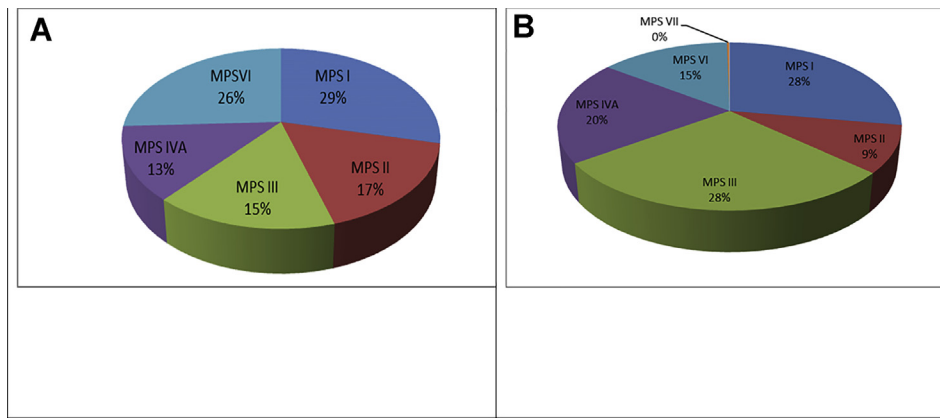 A
MPSVI
26%
MPS I
29%
MPS IVA
13%
MPS II
17%
MPS III
15%
B
MPS VII
0%
MPS VI
15%
MPS I
28%
MPS IVA
20%
MPS II
9%
MPS III
28%